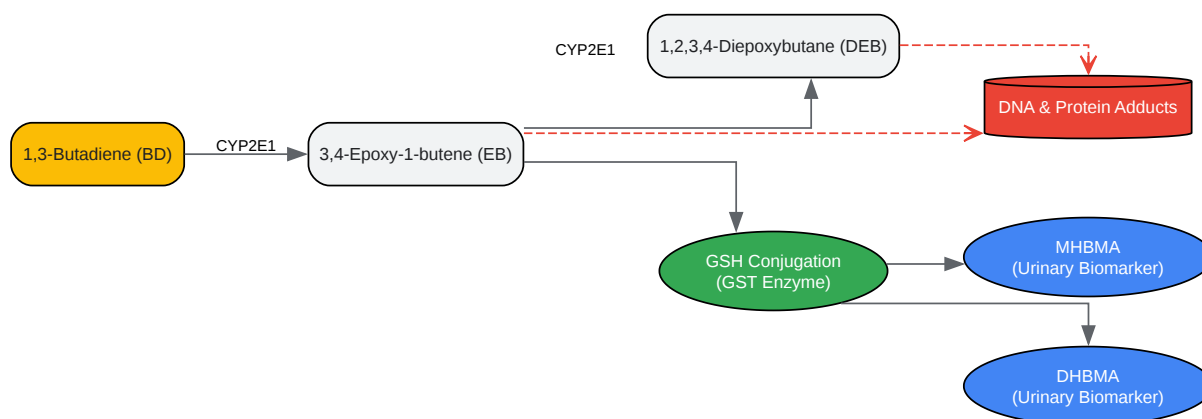 CYP2E1
1,2,3,4-Diepoxybutane (DEB)
DNA & Protein Adducts
1,3-Butadiene (BD)
CYP2E1
3,4-Epoxy-1-butene (EB)
GSH Conjugation
(GST Enzyme)
MHBMA
(Urinary Biomarker)
DHBMA
(Urinary Biomarker)